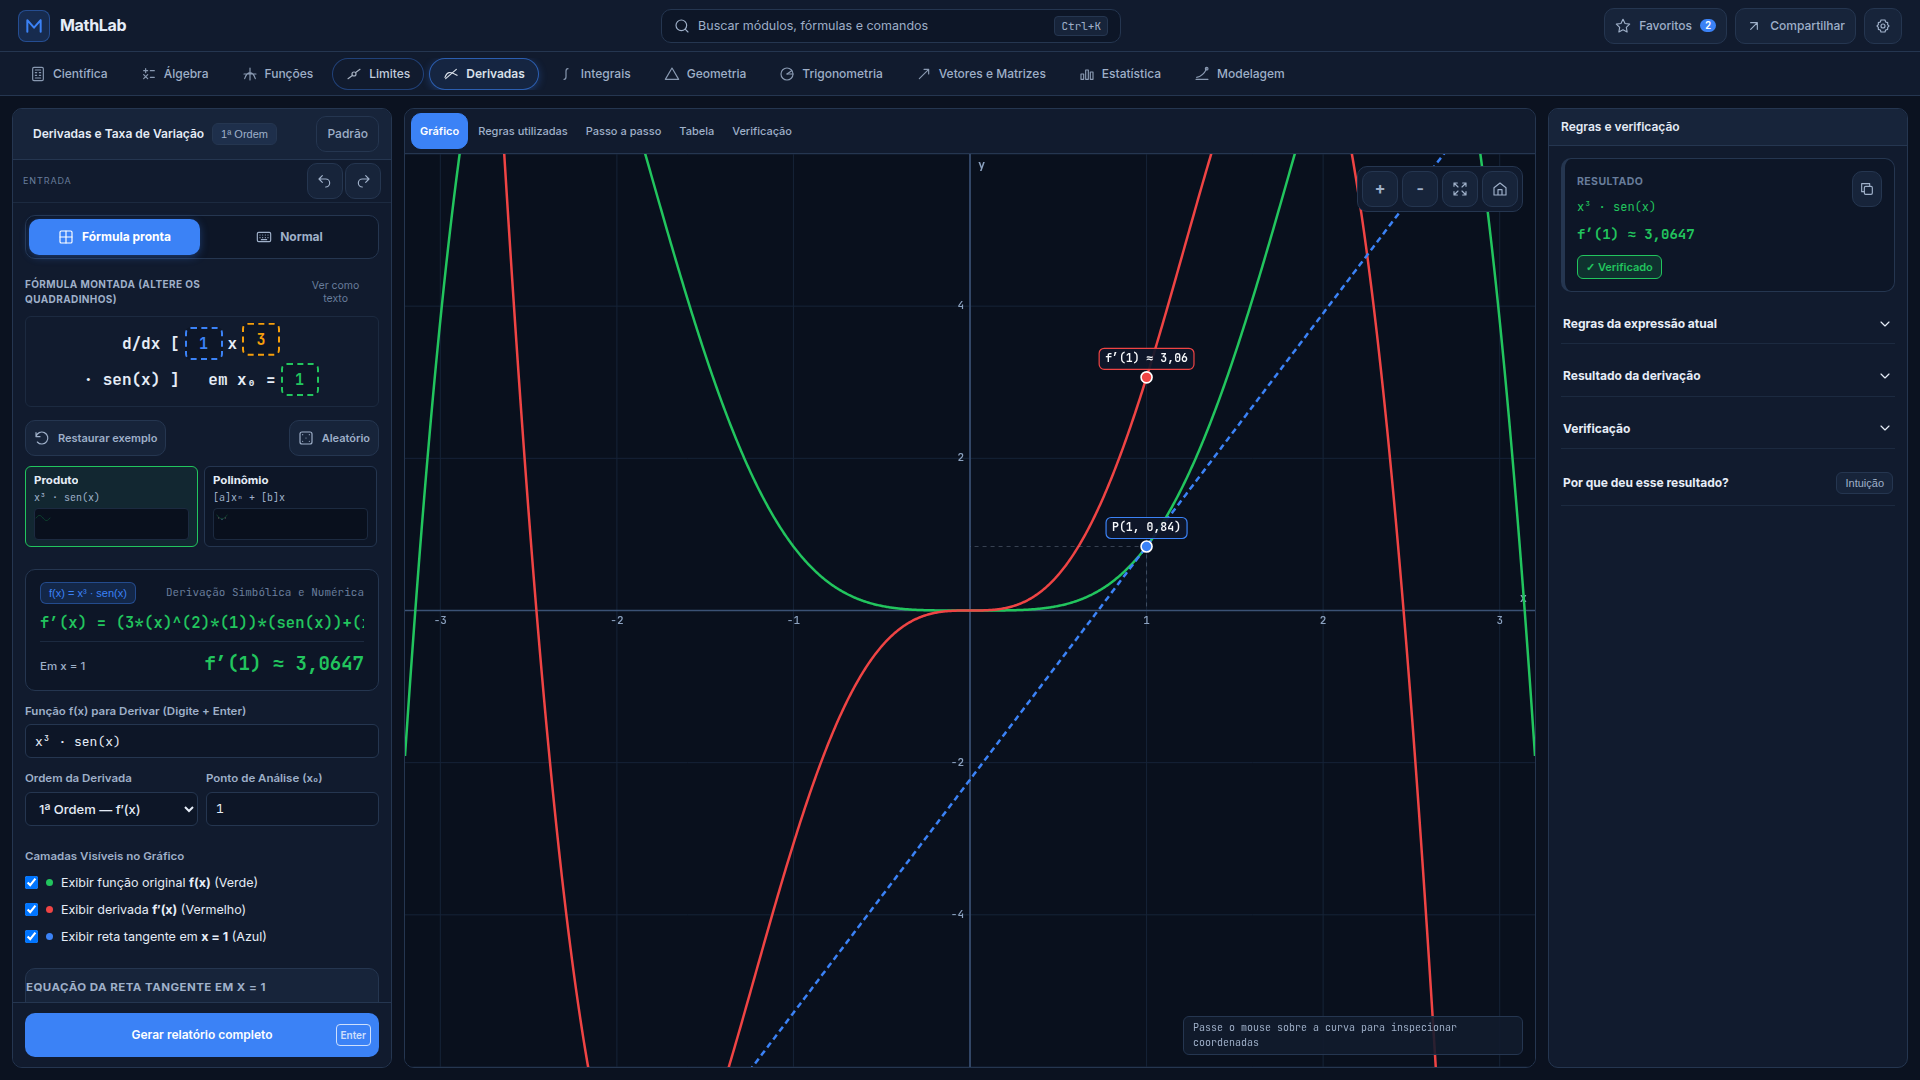 MathLab
Buscar módulos, fórmulas e comandos
Ctrl+K
Favoritos 2
Compartilhar
Científica
Álgebra
Funções
Limites
Derivadas
Integrais
Geometria
Trigonometria
Vetores e Matrizes
Estatística
Modelagem
Derivadas e Taxa de Variação
1ª Ordem
Padrão
ENTRADA
Fórmula pronta
Normal
FÓRMULA MONTADA (ALTERE OS
QUADRADINHOS)
Ver como
texto
d/dx [ 1 x 3
· sen(x) ] em x₀ = 1
Restaurar exemplo
Aleatório
Produto
x³ · sen(x)
Polinômio
[a]xⁿ + [b]x
f(x) = x³ · sen(x)
Derivação Simbólica e Numérica
f′(x) = (3*(x)^(2)*(1))*(sen(x))+(
Em x = 1
f′(1) ≈ 3,0647
Função f(x) para Derivar (Digite + Enter)
x³ · sen(x)
Ordem da Derivada
Ponto de Análise (x₀)
1ª Ordem — f′(x)
1
Camadas Visíveis no Gráfico
Exibir função original f(x) (Verde)
Exibir derivada f′(x) (Vermelho)
Exibir reta tangente em x = 1 (Azul)
EQUAÇÃO DA RETA TANGENTE EM X = 1
Gerar relatório completo
Enter
Gráfico
Regras utilizadas
Passo a passo
Tabela
Verificação
y
+
-
4
f′(1) ≈ 3,06
2
P(1, 0,84)
x
-3
-2
-1
1
2
3
-2
-4
Passe o mouse sobre a curva para inspecionar
coordenadas
Regras e verificação
RESULTADO
x³ · sen(x)
f′(1) ≈ 3,0647
✓ Verificado
Regras da expressão atual
Resultado da derivação
Verificação
Por que deu esse resultado?
Intuição